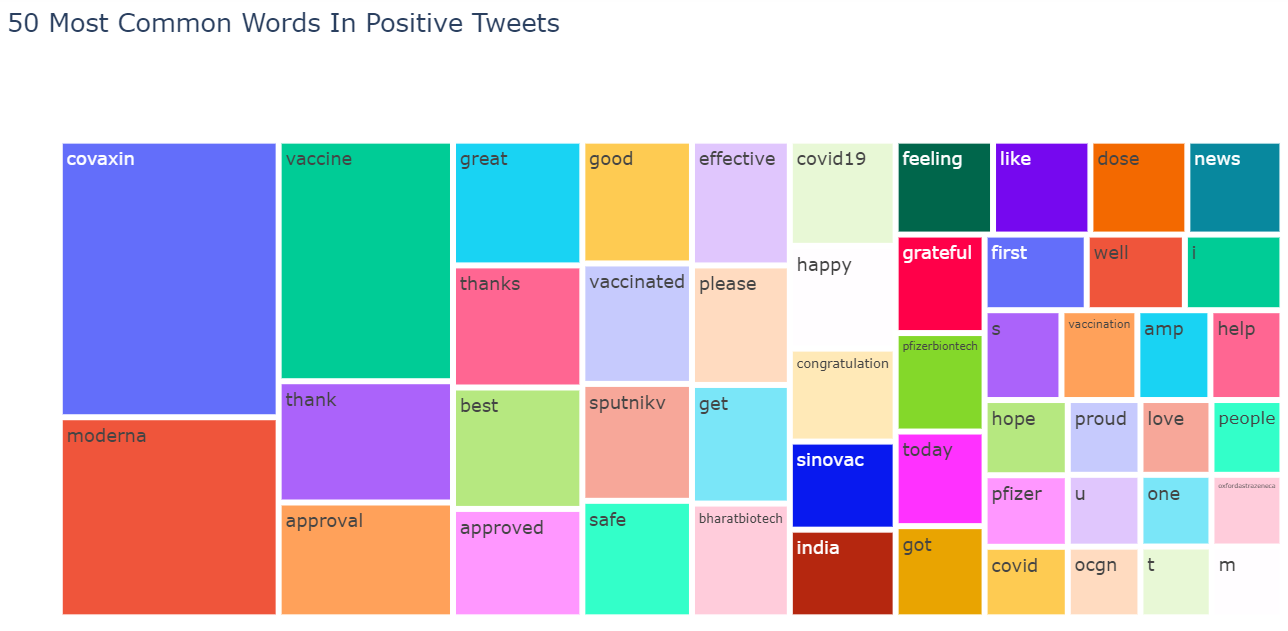 50 Most Common Words In Positive Tweets
covaxin
moderna
vaccine
thank
approval
great
thanks
best
approved
good
vaccinated
sputnikv
safe
effective
please
get
bharatbiotech
covid19
happy
congratulation
sinovac
india
feeling
like
dose
news
grateful
pfizerbiontech
today
got
first
well
i
s
vaccination
amp
help
hope
proud
love
people
pfizer
u
one
oxfordastrazeneca
covid
ocgn
t
m